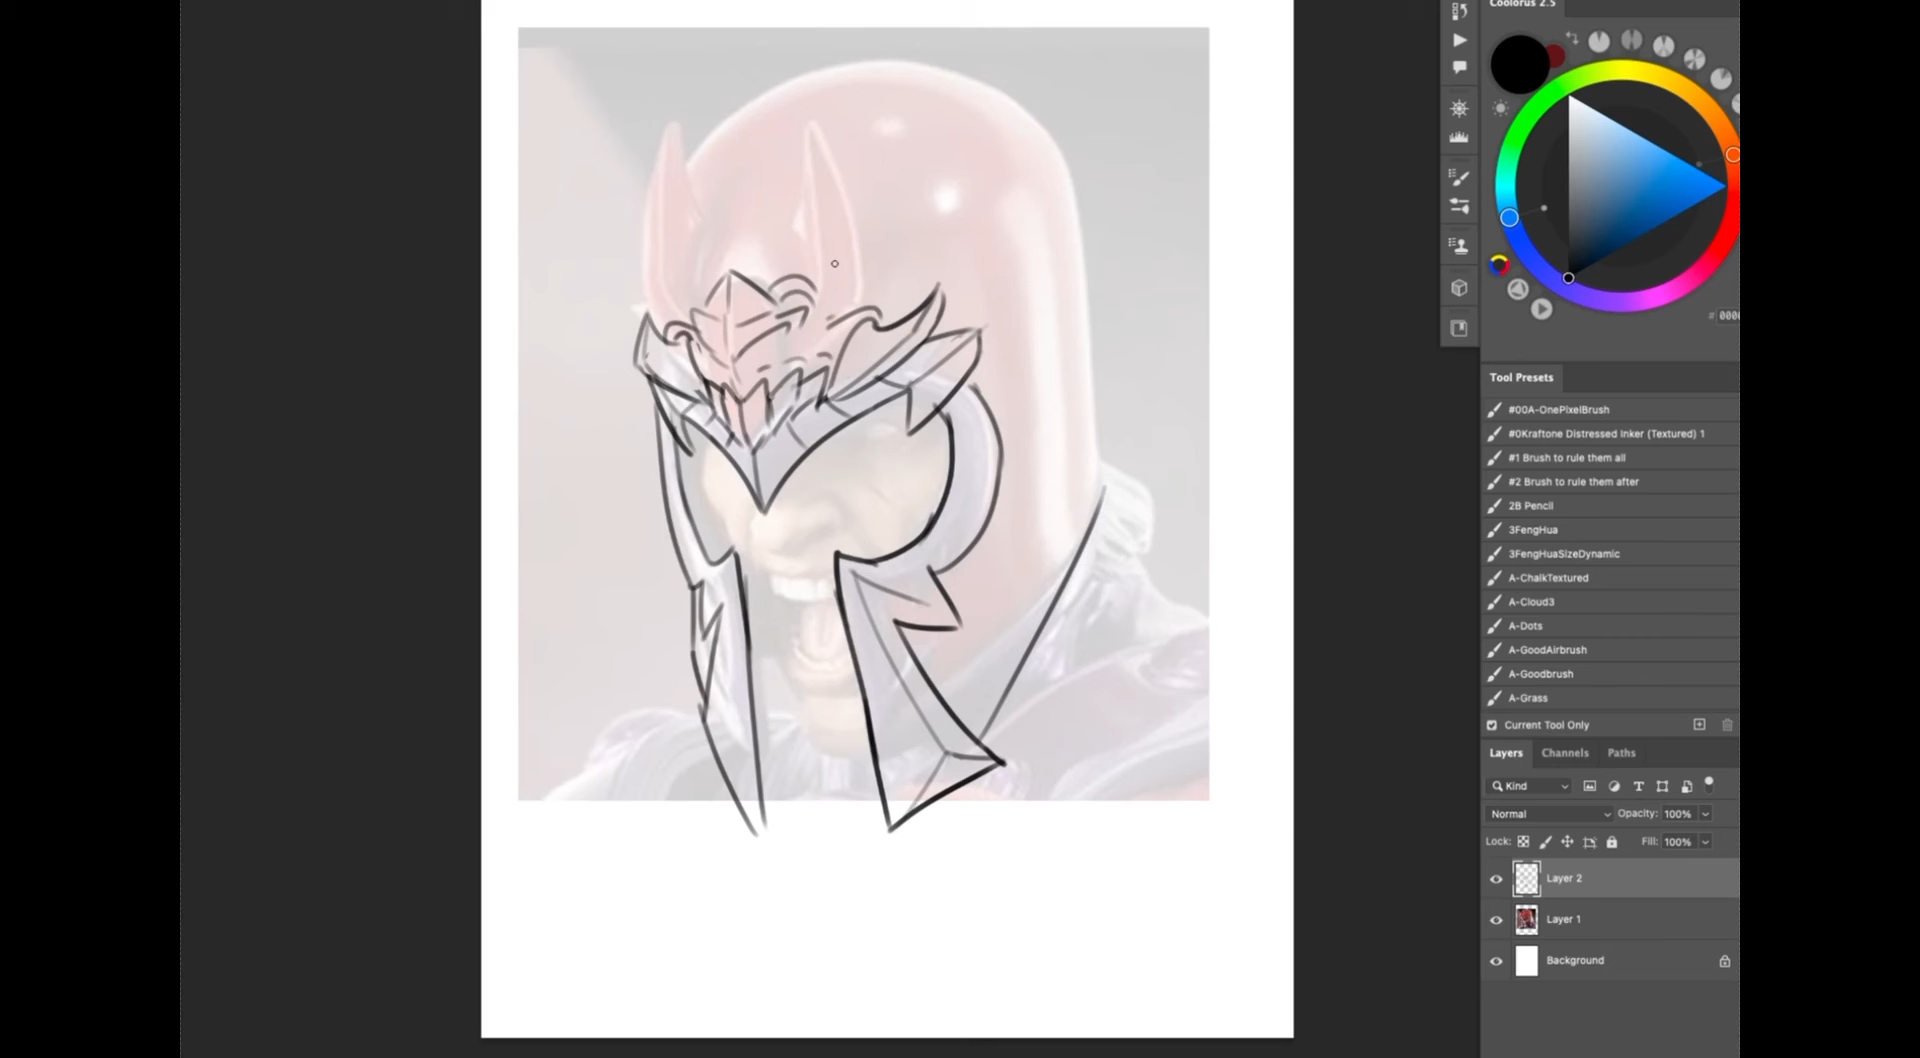 Coolorus 2.5
# 0000
Tool Presets
#00A-OnePixelBrush
#0Kraftone Distressed Inker (Textured) 1
#1 Brush to rule them all
#2 Brush to rule them after
2B Pencil
3FengHua
3FengHuaSizeDynamic
A-ChalkTextured
A-Cloud3
A-Dots
A-GoodAirbrush
A-Goodbrush
A-Grass
Current Tool Only
Layers Channels Paths
Kind
Normal Opacity: 100%
Lock: Fill: 100%
Layer 2
Layer 1
Background